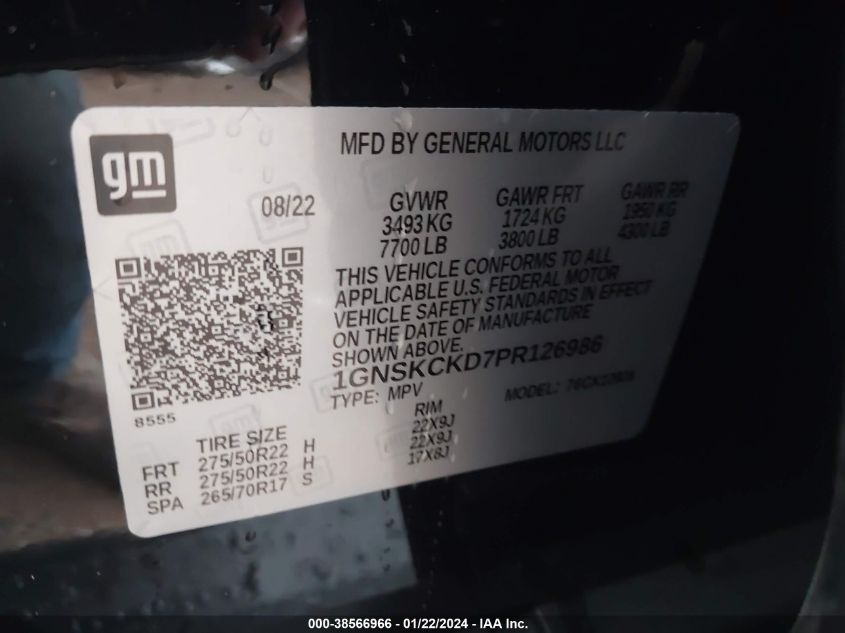 gm
MFD BY GENERAL MOTORS LLC
08/22
GVWR GAWR FRT GAWR RR
3493 KG 1724 KG 1950 KG
7700 LB 3800 LB 4300 LB
THIS VEHICLE CONFORMS TO ALL
APPLICABLE U.S. FEDERAL MOTOR
VEHICLE SAFETY STANDARDS IN EFFECT
ON THE DATE OF MANUFACTURE
SHOWN ABOVE.
1GNSKCKD7PR126986
TYPE: MPV MODEL:
8555
TIRE SIZE RIM
FRT 275/50R22 H 22X9J
RR 275/50R22 H 22X9J
SPA 265/70R17 S 17X8J
000-38566966 - 01/22/2024 - IAA Inc.